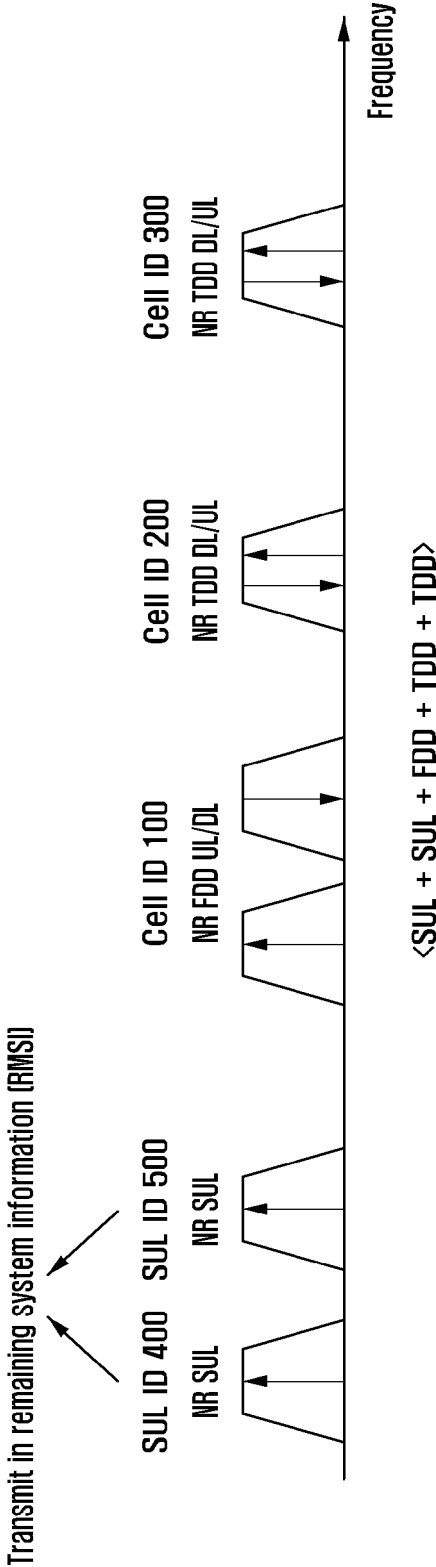 Transmit in remaining system information (RMSI)
SUL ID 400
NR SUL
SUL ID 500
NR SUL
Cell ID 100
NR FDD UL/DL
Cell ID 200
NR TDD DL/UL
Cell ID 300
NR TDD DL/UL
Frequency
<SUL + SUL + FDD + TDD + TDD>